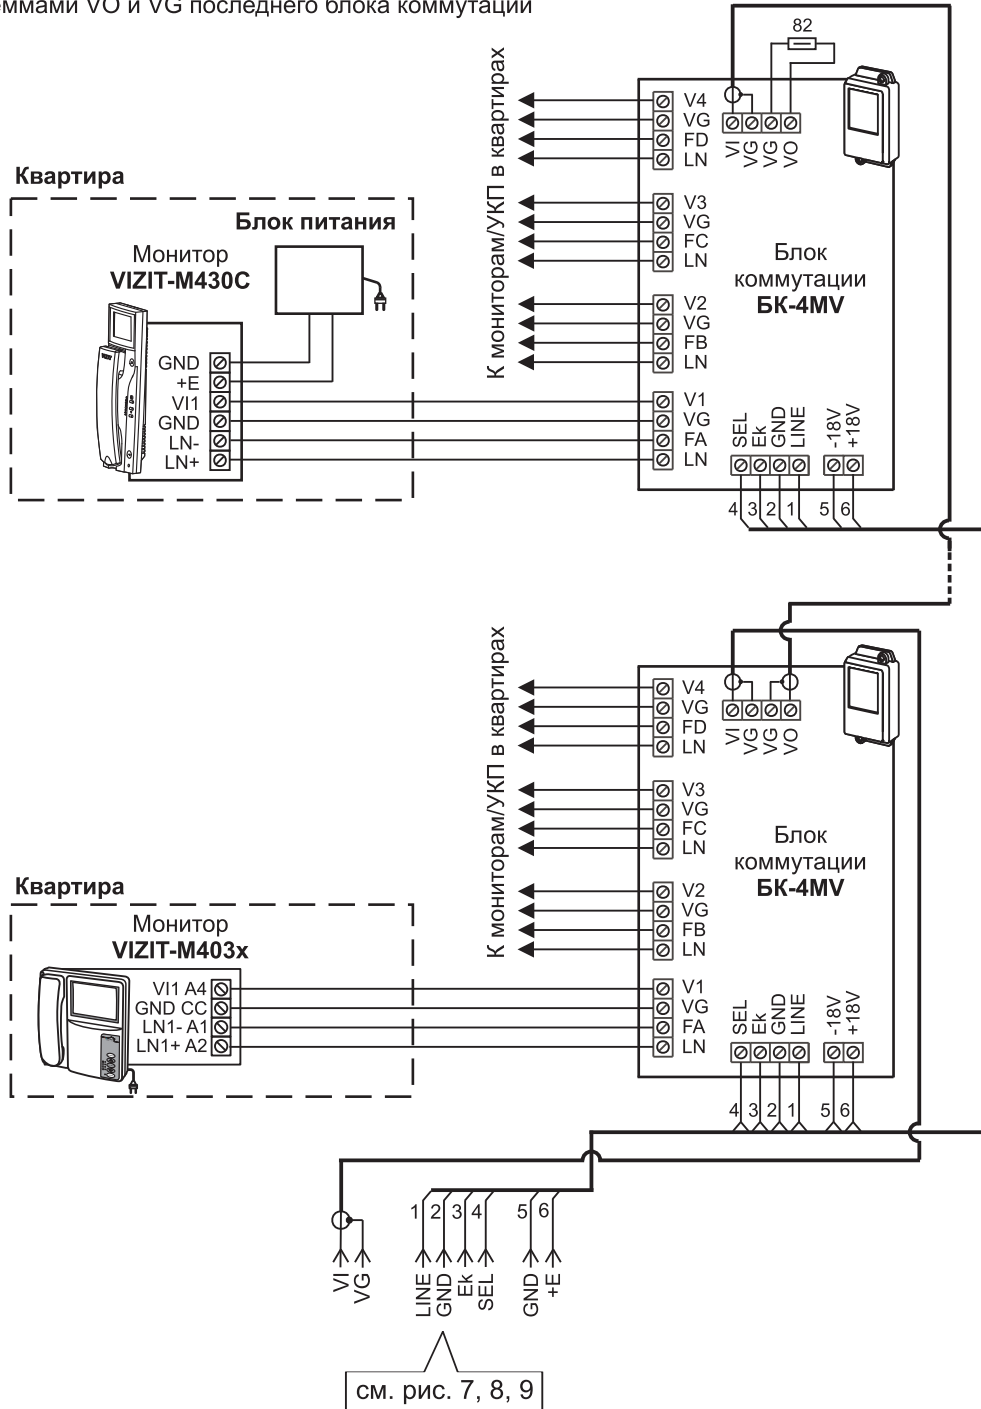 еммами VO и VG последнего блока коммутации
82
К мониторам/УКП в квартирах
V4
VG
FD
LN
VI
VG
VG
VO
Квартира
Блок питания
Монитор
VIZIT-M430C
V3
VG
FC
LN
Блок
коммутации
БК-4MV
V2
VG
FB
LN
GND
+E
VI1
GND
LN-
LN+
V1
VG
FA
LN
SEL
Ek
GND
LINE
-18V
+18V
4
3
2
1
5
6
К мониторам/УКП в квартирах
V4
VG
FD
LN
VI
VG
VG
VO
V3
VG
FC
LN
Блок
коммутации
БК-4MV
V2
VG
FB
LN
Квартира
Монитор
VIZIT-M403x
VI1 A4
GND CC
LN1- A1
LN1+ A2
V1
VG
FA
LN
SEL
Ek
GND
LINE
-18V
+18V
4
3
2
1
5
6
1
2
3
4
5
6
VI
VG
LINE
GND
Ek
SEL
GND
+E
см. рис. 7, 8, 9